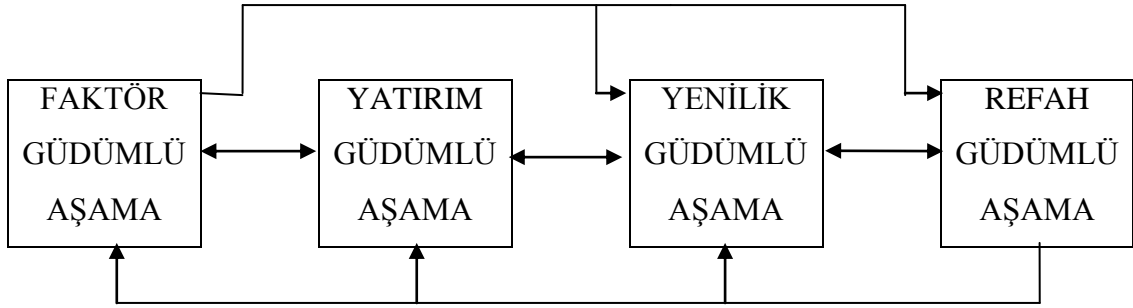 FAKTÖR
GÜDÜMLÜ
AŞAMA
YATIRIM
GÜDÜMLÜ
AŞAMA
YENİLİK
GÜDÜMLÜ
AŞAMA
REFAH
GÜDÜMLÜ
AŞAMA